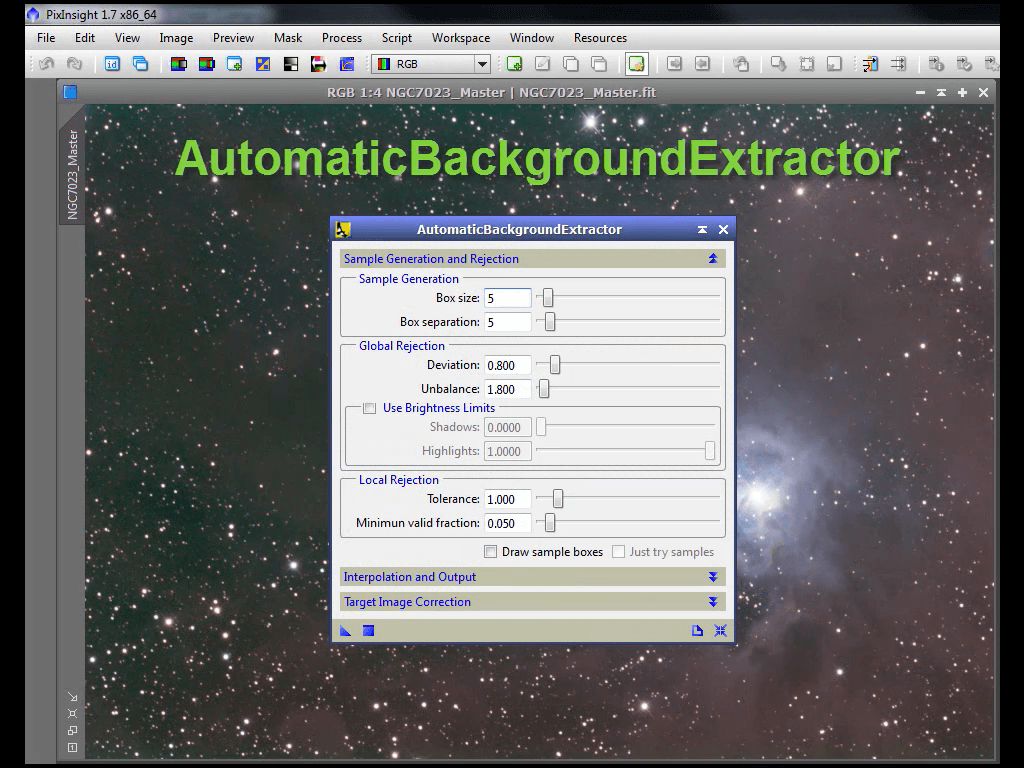 PixInsight 1.7 x86_64
File Edit View Image Preview Mask Process Script Workspace Window Resources
id RGB
RGB 1:4 NGC7023_Master | NGC7023_Master.fit
NGC7023_Master
AutomaticBackgroundExtractor
AutomaticBackgroundExtractor
Sample Generation and Rejection
Sample Generation
Box size: 5
Box separation: 5
Global Rejection
Deviation: 0.800
Unbalance: 1.800
Use Brightness Limits
Shadows: 0.0000
Highlights: 1.0000
Local Rejection
Tolerance: 1.000
Minimun valid fraction: 0.050
Draw sample boxes Just try samples
Interpolation and Output
Target Image Correction